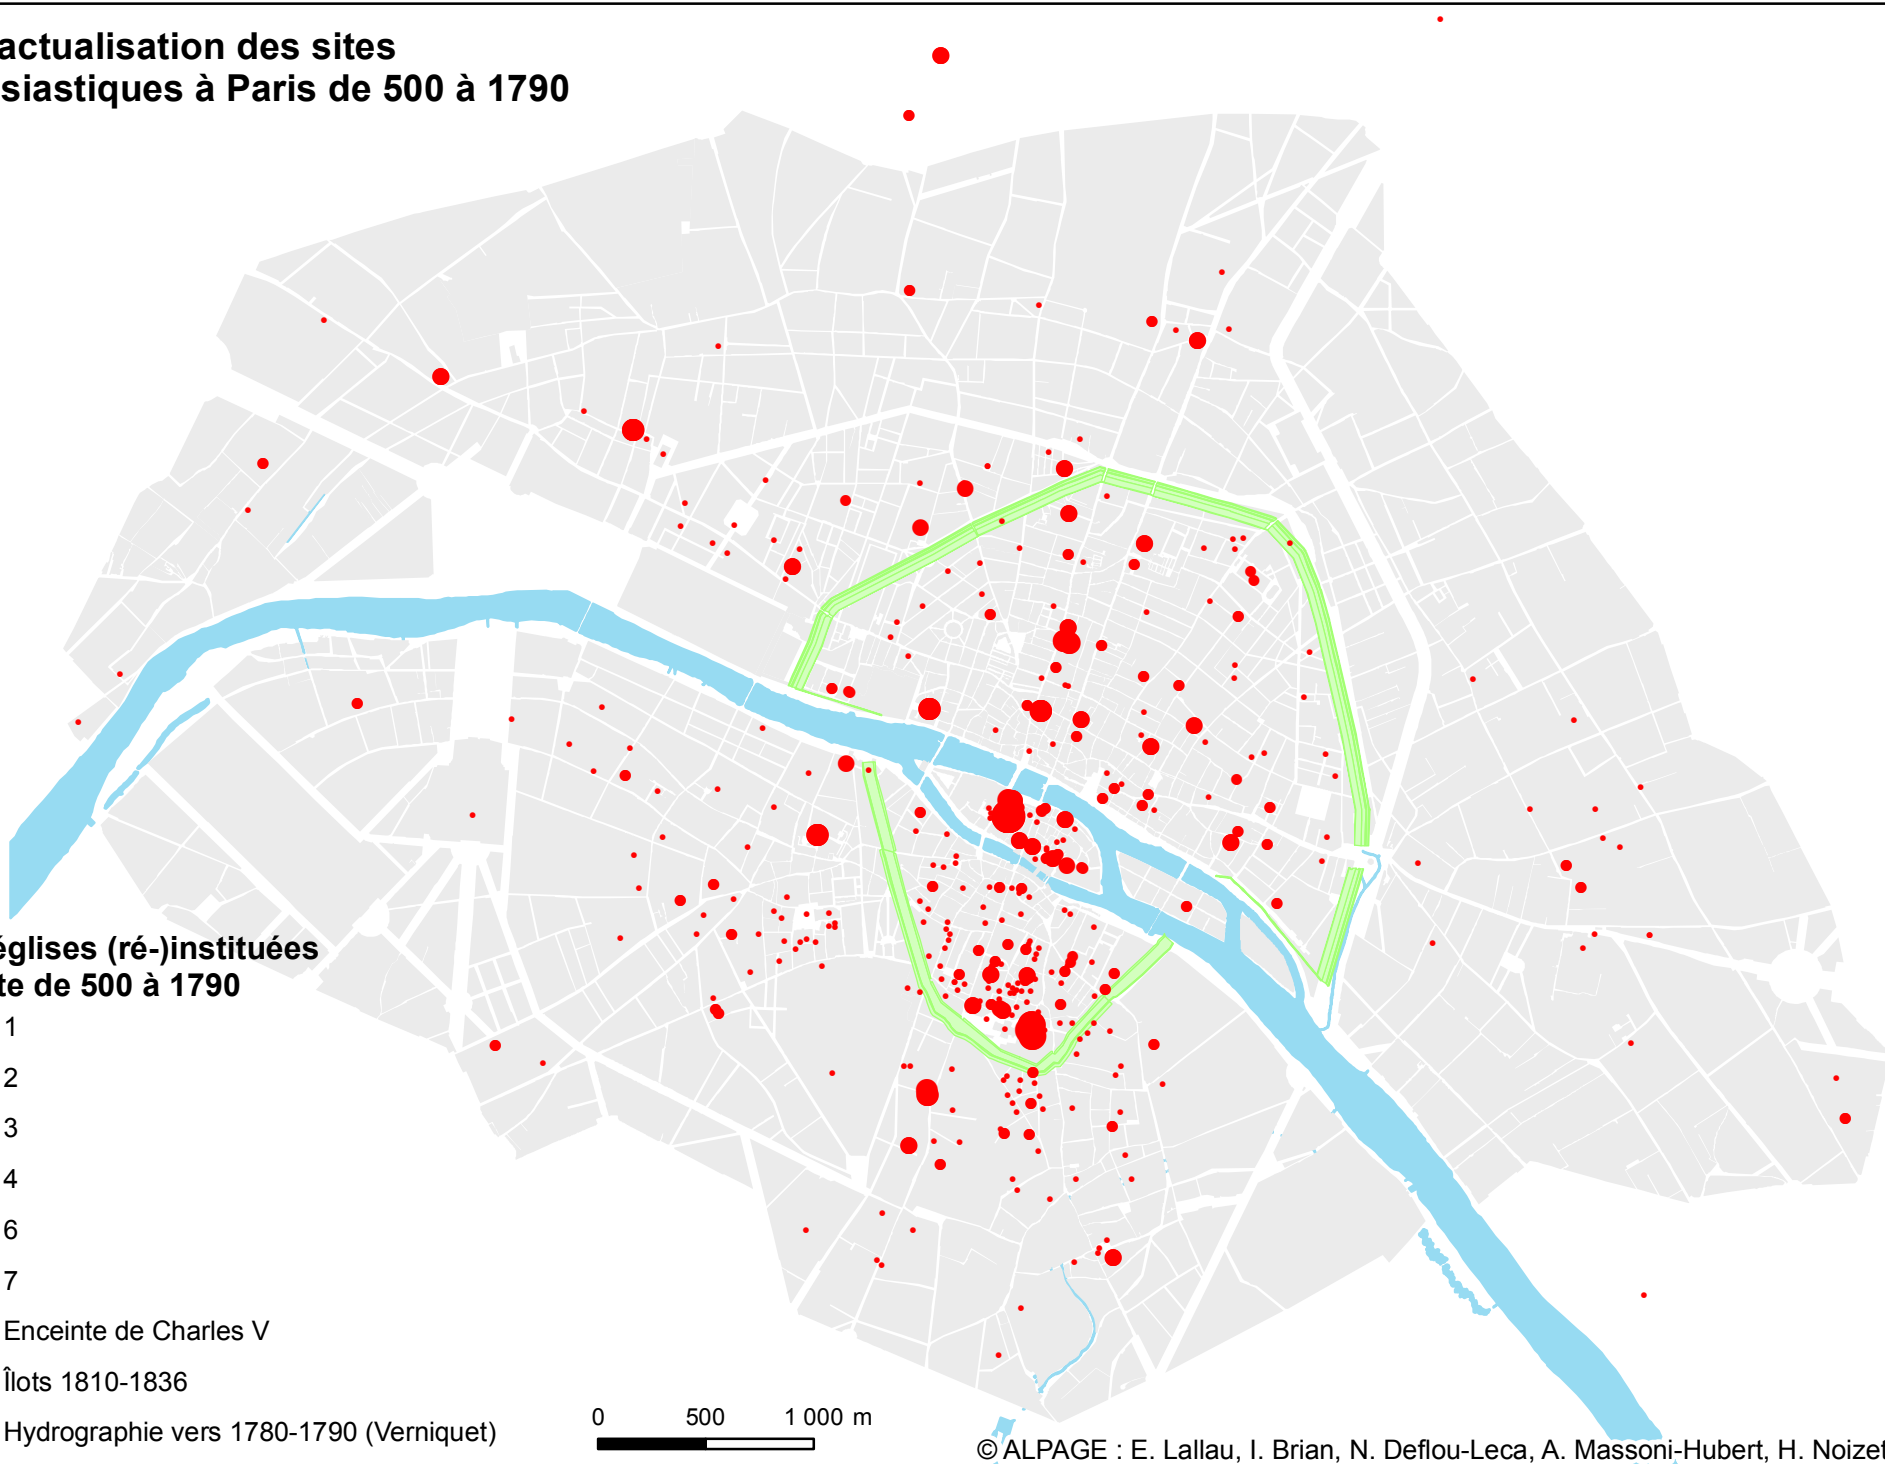 actualisation des sites
siastiques à Paris de 500 à 1790
églises (ré-)instituées
te de 500 à 1790
1
2
3
4
6
7
Enceinte de Charles V
Îlots 1810-1836
Hydrographie vers 1780-1790 (Verniquet)
0 500 1 000 m
© ALPAGE : E. Lallau, I. Brian, N. Deflou-Leca, A. Massoni-Hubert, H. Noizet